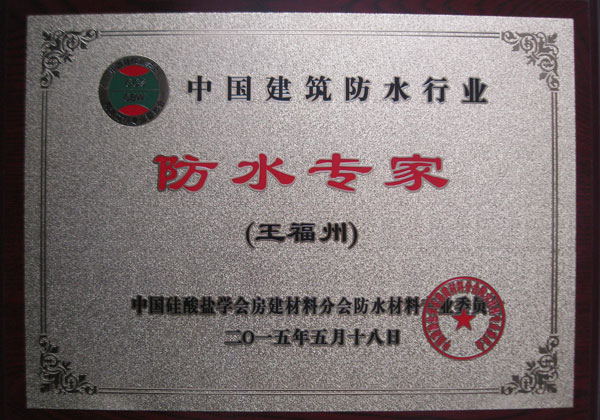 中国建筑防水行业
防水专家
(王福州)
中国硅酸盐学会房建材料分会防水材料专业委员
二〇一五年五月十八日